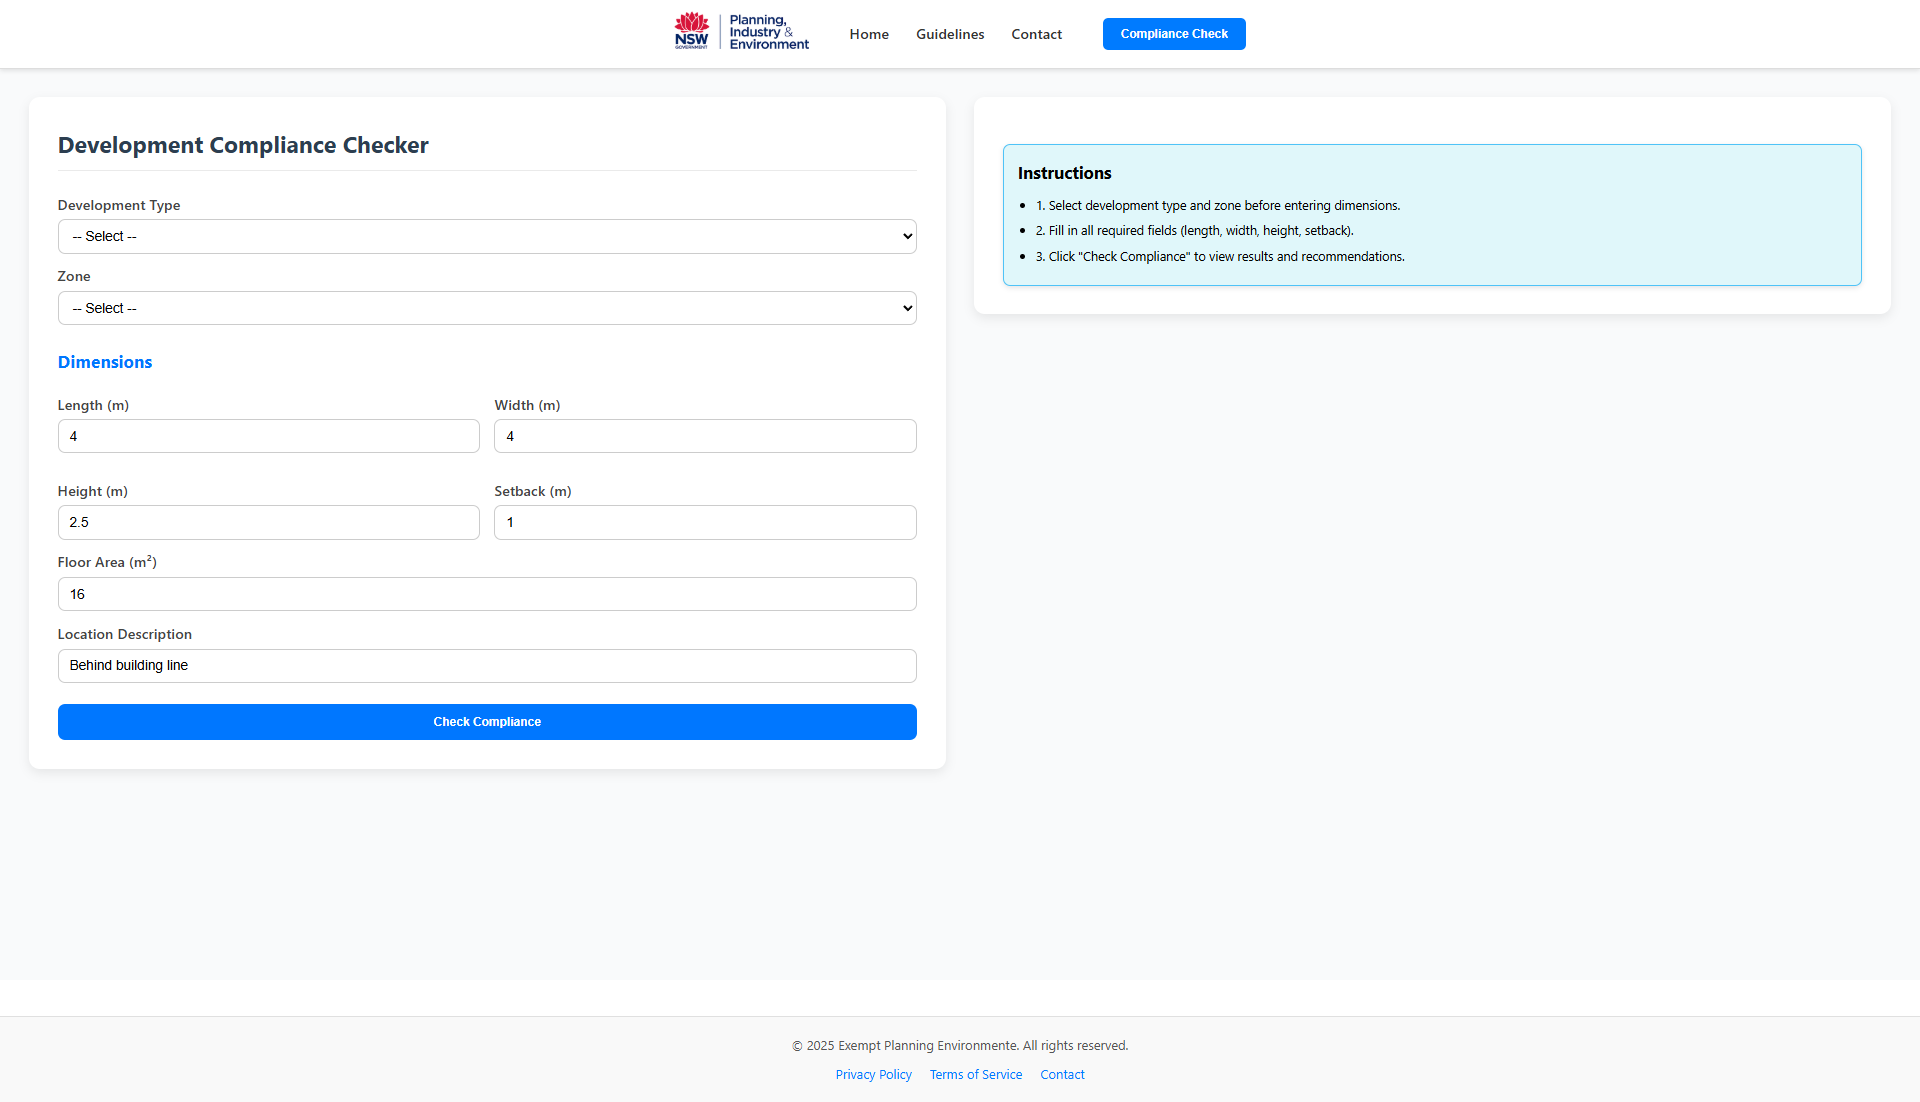 NSW
GOVERNMENT
Planning,
Industry &
Environment
Home
Guidelines
Contact
Compliance Check
Development Compliance Checker
Development Type
-- Select --
Zone
-- Select --
Dimensions
Length (m)
Width (m)
4
4
Height (m)
Setback (m)
2.5
1
Floor Area (m²)
16
Location Description
Behind building line
Check Compliance
Instructions
• 1. Select development type and zone before entering dimensions.
• 2. Fill in all required fields (length, width, height, setback).
• 3. Click "Check Compliance" to view results and recommendations.
© 2025 Exempt Planning Environmente. All rights reserved.
Privacy Policy
Terms of Service
Contact